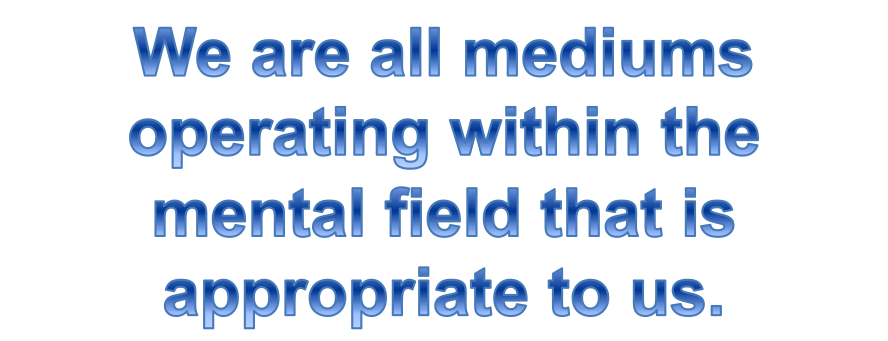 We are all mediums
operating within the
mental field that is
appropriate to us.